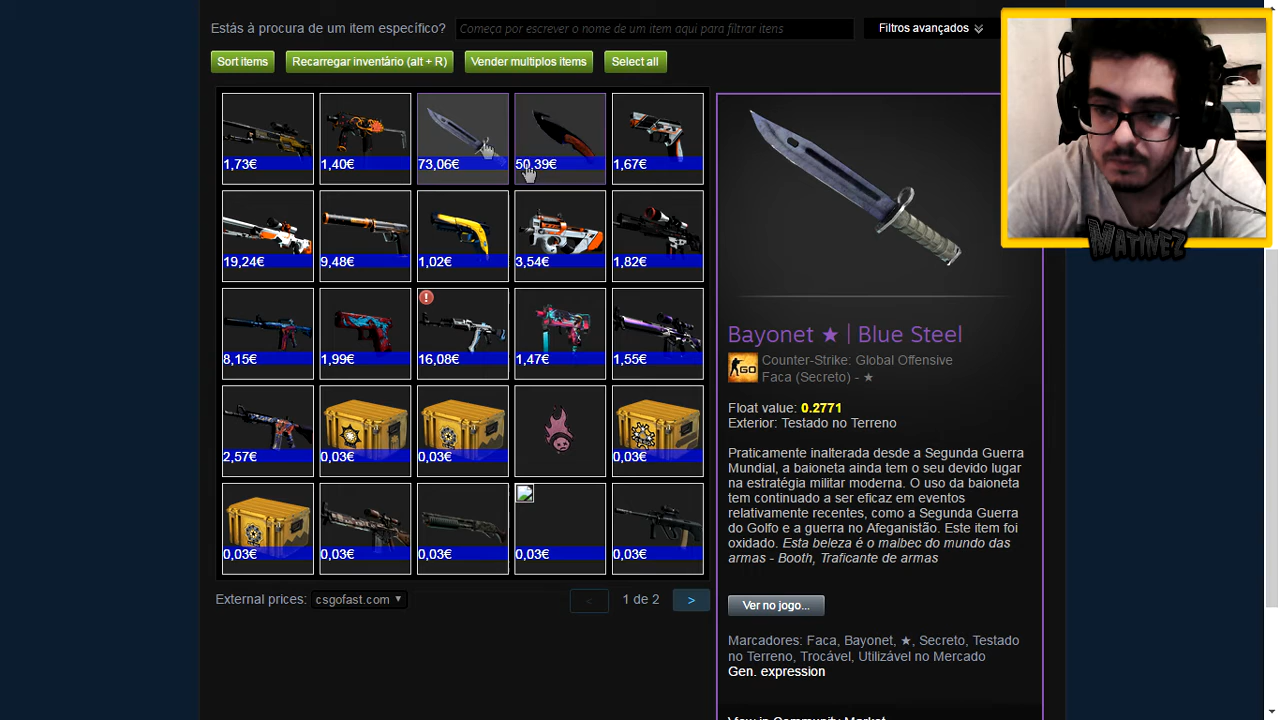 Estás à procura de um item específico?
Começa por escrever o nome de um item aqui para filtrar itens
Filtros avançados
Sort items
Recarregar inventário (alt + R)
Vender multiplos items
Select all
1,73€
1,40€
73,06€
50,39€
1,67€
19,24€
9,48€
1,02€
3,54€
1,82€
8,15€
1,99€
16,08€
1,47€
1,55€
2,57€
0,03€
0,03€
0,03€
0,03€
0,03€
0,03€
0,03€
0,03€
External prices:
csgofast.com
<
1 de 2
>
MATIVEZ
Bayonet ★ | Blue Steel
GO
Counter-Strike: Global Offensive
Faca (Secreto) - ★
Float value: 0.2771
Exterior: Testado no Terreno
Praticamente inalterada desde a Segunda Guerra
Mundial, a baioneta ainda tem o seu devido lugar
na estratégia militar moderna. O uso da baioneta
tem continuado a ser eficaz em eventos
relativamente recentes, como a Segunda Guerra
do Golfo e a guerra no Afeganistão. Este item foi
oxidado. Esta beleza é o malbec do mundo das
armas - Booth, Traficante de armas
Ver no jogo...
Marcadores: Faca, Bayonet, ★, Secreto, Testado
no Terreno, Trocável, Utilizável no Mercado
Gen. expression
View in Community Market